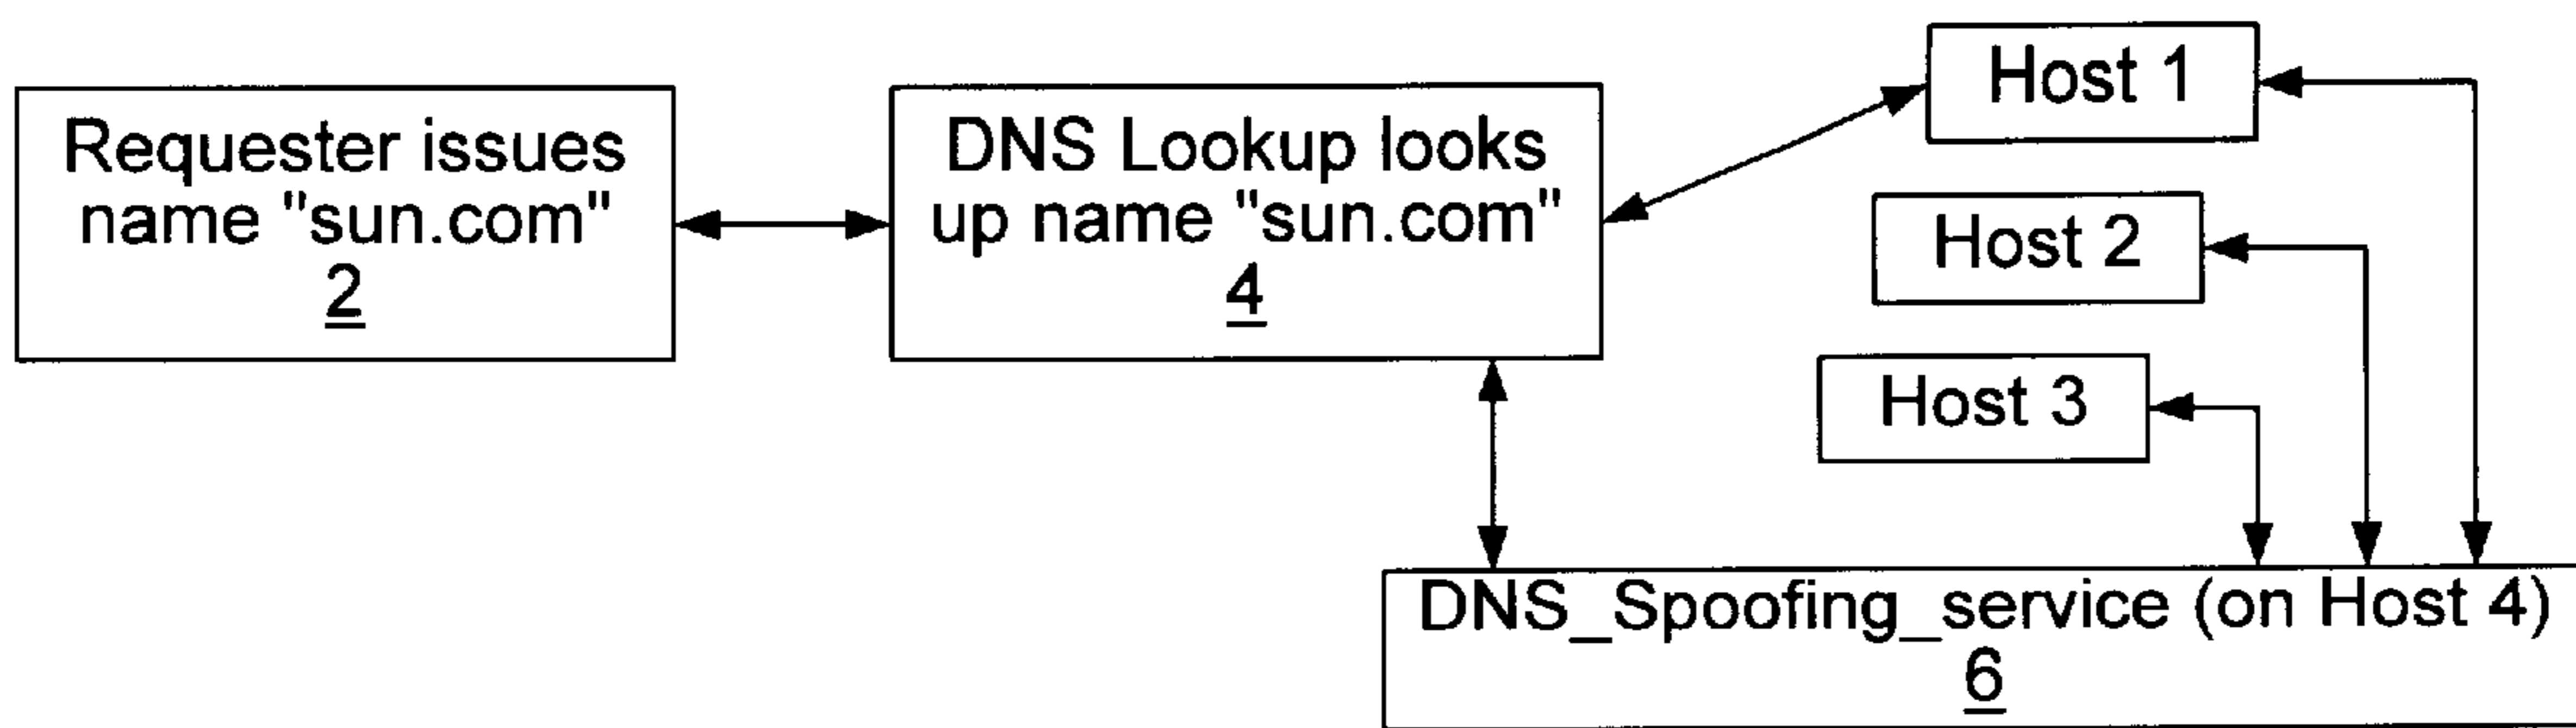 Requester issues
name "sun.com"
2
DNS Lookup looks
up name "sun.com"
4
Host 1
Host 2
Host 3
DNS_Spoofing_service (on Host 4)
6